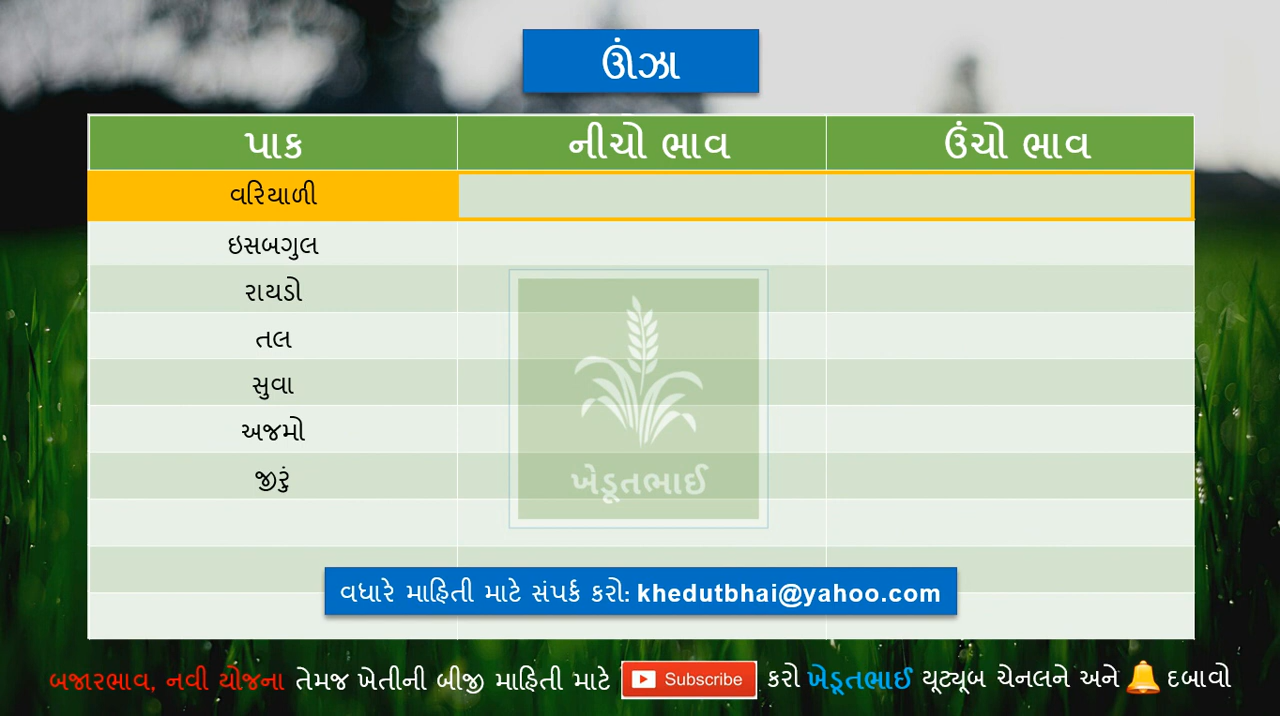 ઊંઝા
પાક નીચો ભાવ ઉંચો ભાવ
વરિયાળી
ઇસબગુલ
રાયડો
તલ
સુવા
અજમો
જીરું
ખેડૂતભાઈ
વધારે માહિતી માટે સંપર્ક કરો: khedutbhai@yahoo.com
બજારભાવ, નવી યોજના તેમજ ખેતીની બીજી માહિતી માટે Subscribe કરો ખેડૂતભાઈ યૂટ્યૂબ ચેનલને અને દબાવો